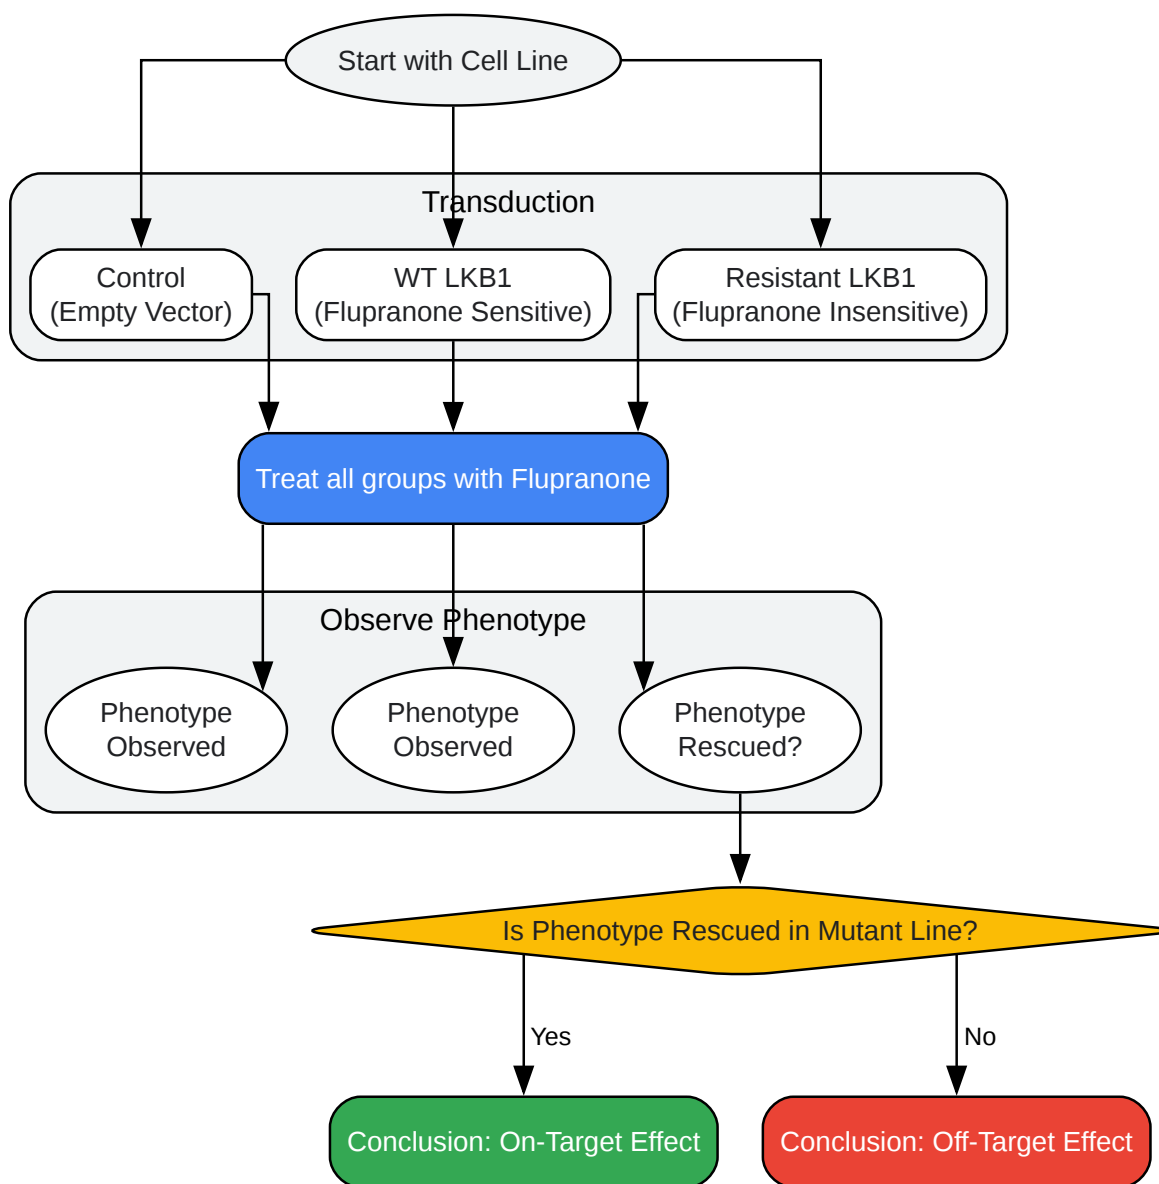 Start with Cell Line
Transduction
Control
(Empty Vector)
WT LKB1
(Flupranone Sensitive)
Resistant LKB1
(Flupranone Insensitive)
Treat all groups with Flupranone
Observe Phenotype
Phenotype
Observed
Phenotype
Observed
Phenotype
Rescued?
Is Phenotype Rescued in Mutant Line?
Yes
No
Conclusion: On-Target Effect
Conclusion: Off-Target Effect